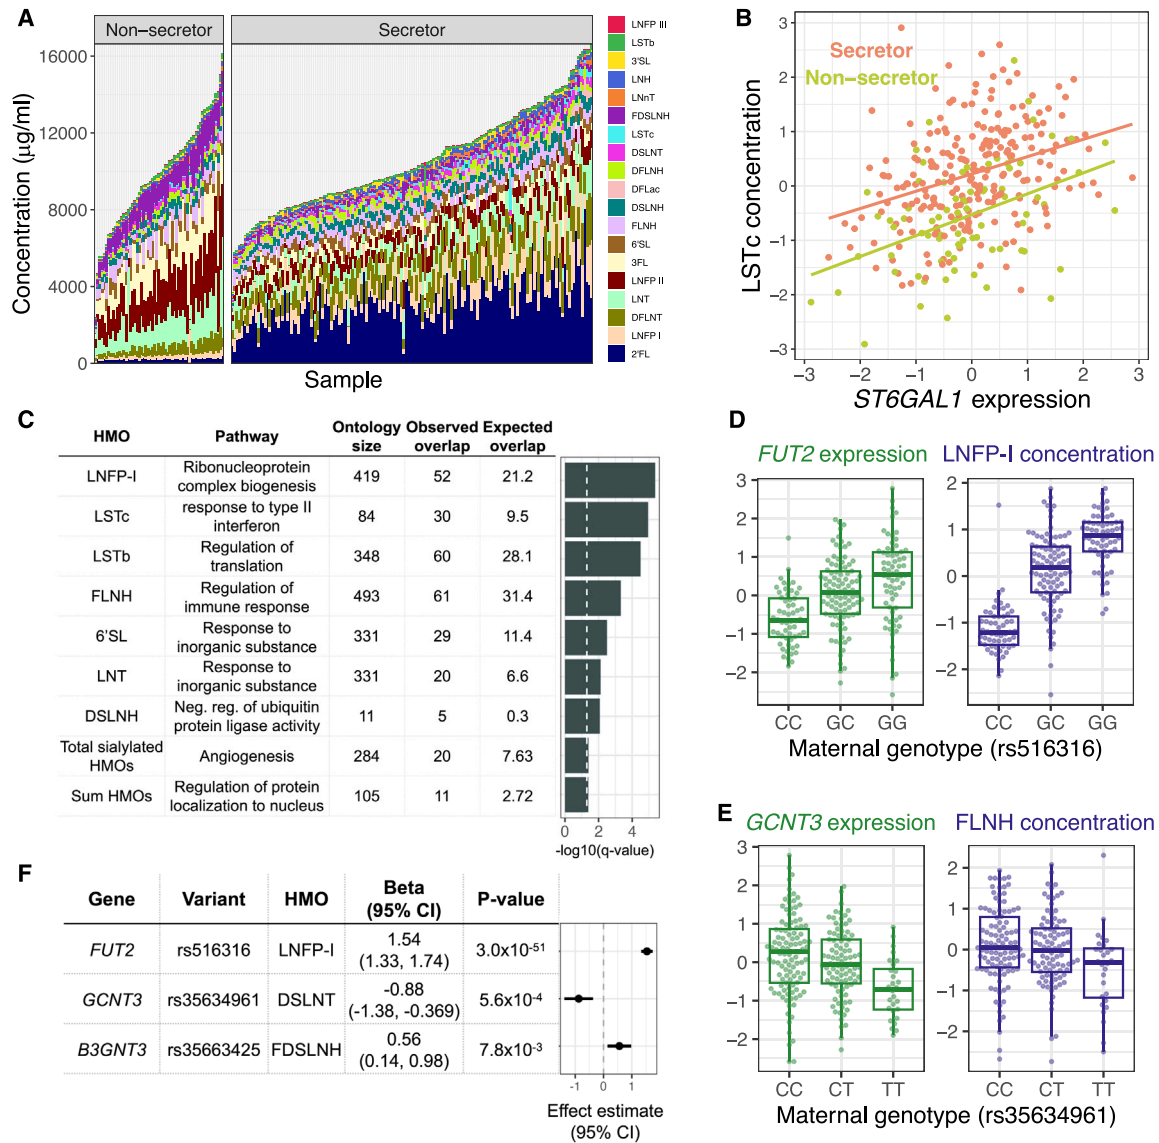 A
Non−secretor
Secretor
16000
12000
8000
4000
0
Concentration (μg/ml)
Sample
LNFP III
LSTb
3'SL
LNH
LNnT
FDSLNH
LSTc
DSLNT
DFLNH
DFLac
DSLNH
FLNH
6'SL
3FL
LNFP II
LNT
DFLNT
LNFP I
2'FL
B
Secretor
Non−secretor
LSTc concentration
3
2
1
0
−1
−2
−3
−3 −2 −1 0 1 2 3
ST6GAL1 expression
C
HMO Pathway Ontology size Observed overlap Expected overlap
LNFP-I Ribonucleoprotein complex biogenesis 419 52 21.2
LSTc response to type II interferon 84 30 9.5
LSTb Regulation of translation 348 60 28.1
FLNH Regulation of immune response 493 61 31.4
6'SL Response to inorganic substance 331 29 11.4
LNT Response to inorganic substance 331 20 6.6
DSLNH Neg. reg. of ubiquitin protein ligase activity 11 5 0.3
Total sialylated HMOs Angiogenesis 284 20 7.63
Sum HMOs Regulation of protein localization to nucleus 105 11 2.72
0 2 4
-log10(q-value)
D
FUT2 expression LNFP-I concentration
3
2
1
0
−1
−2
CC GC GG
2
1
0
−1
−2
CC GC GG
Maternal genotype (rs516316)
E
GCNT3 expression FLNH concentration
3
2
1
0
−1
−2
CC CT TT
2
1
0
−1
−2
CC CT TT
Maternal genotype (rs35634961)
F
Gene Variant HMO Beta (95% CI) P-value
FUT2 rs516316 LNFP-I 1.54 (1.33, 1.74) 3.0x10-51
GCNT3 rs35634961 DSLNT -0.88 (-1.38, -0.369) 5.6x10-4
B3GNT3 rs35663425 FDSLNH 0.56 (0.14, 0.98) 7.8x10-3
-1 0 1
Effect estimate
(95% CI)